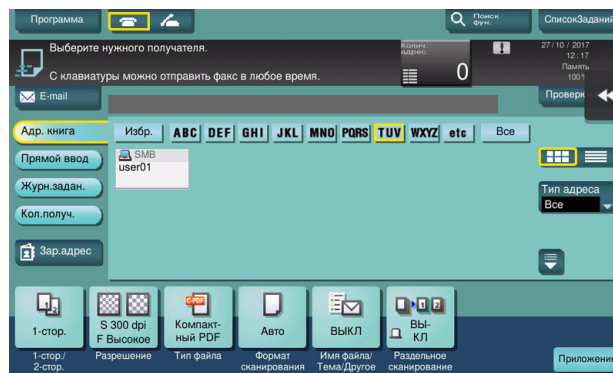 Программа
Поиск
фун.
СписокЗаданий
Выберите нужного получателя.
С клавиатуры можно отправить факс в любое время.
Колич.
адрес.
0
27/10/2017
12:17
Память
100%
E-mail
Проверк
Адр. книга
Избр. ABC DEF GHI JKL MNO PQRS TUV WXYZ etc Все
Прямой ввод
SMB
user01
Журн.задан.
Кол.получ.
Тип адреса
Все
Зар.адрес
1-стор.
S 300 dpi
F Высокое
Компакт-
ный PDF
Авто
ВЫКЛ
ВЫ-
КЛ
1-стор./
2-стор.
Разрешение
Тип файла
Формат
сканирования
Имя файла/
Тема/Другое
Раздельное
сканирование
Приложение